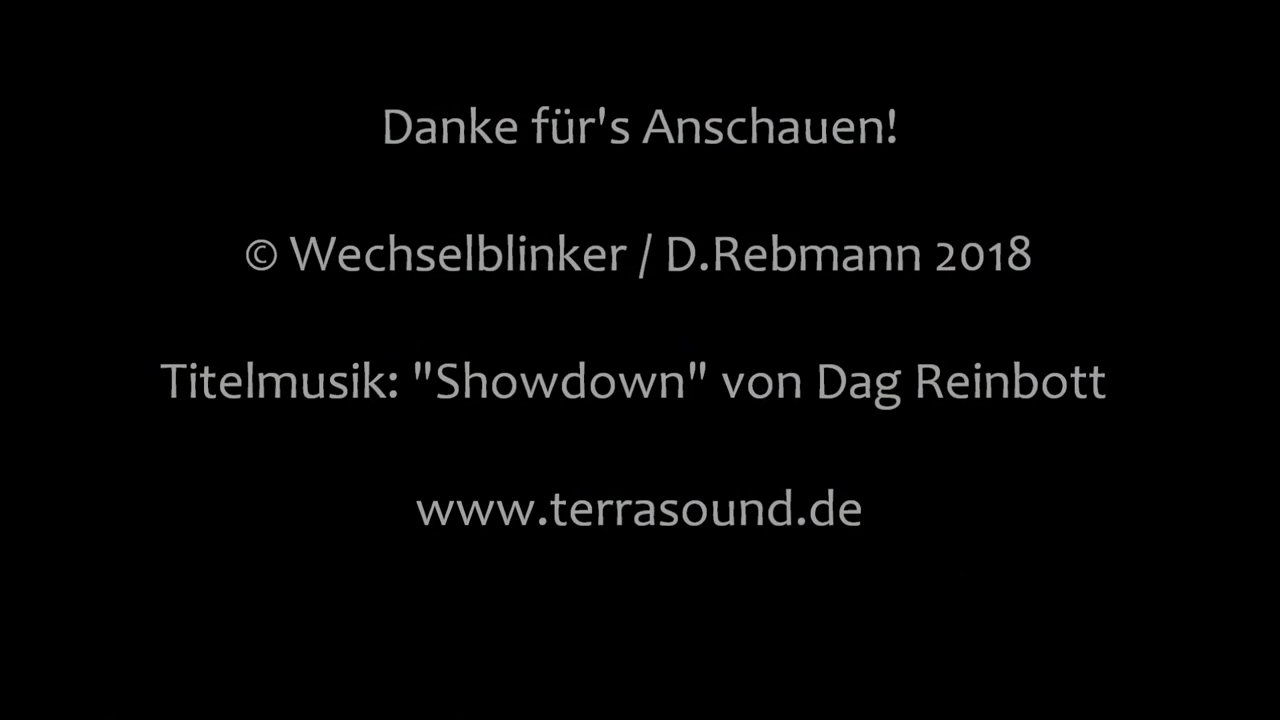 Danke für's Anschauen!
© Wechselblinker / D.Rebmann 2018
Titelmusik: "Showdown" von Dag Reinbott
www.terrasound.de